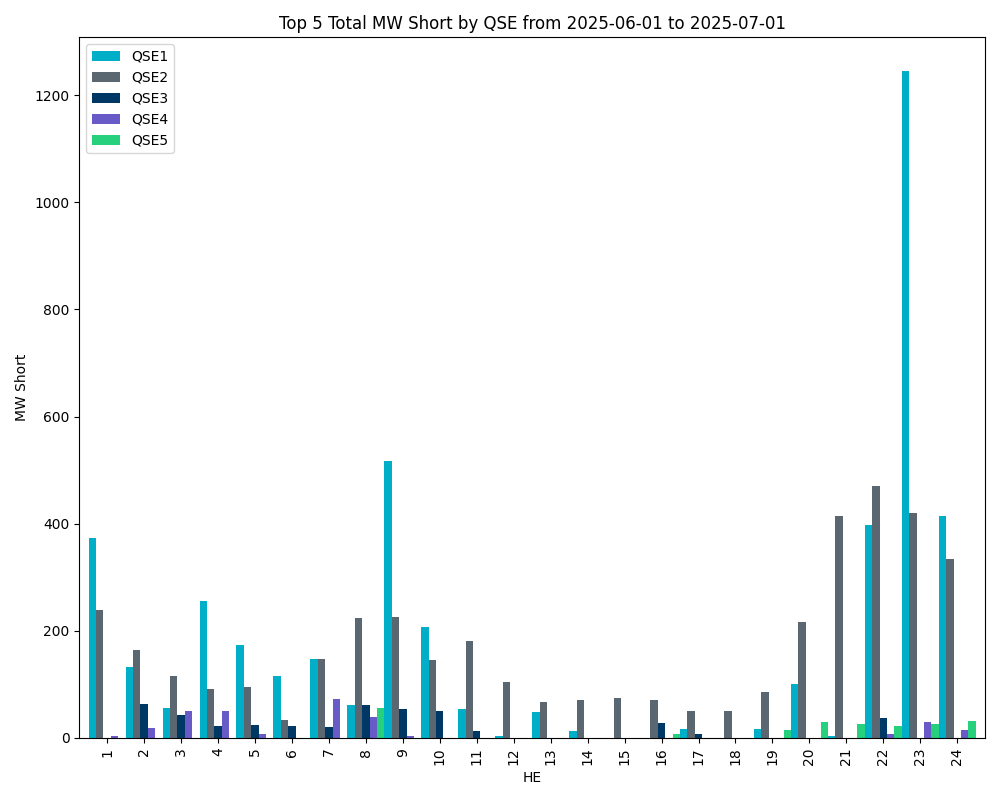 Top 5 Total MW Short by QSE from 2025-06-01 to 2025-07-01
QSE1
QSE2
QSE3
QSE4
QSE5
MW Short
1200
1000
800
600
400
200
0
1 2 3 4 5 6 7 8 9 10 11 12 13 14 15 16 17 18 19 20 21 22 23 24
HE